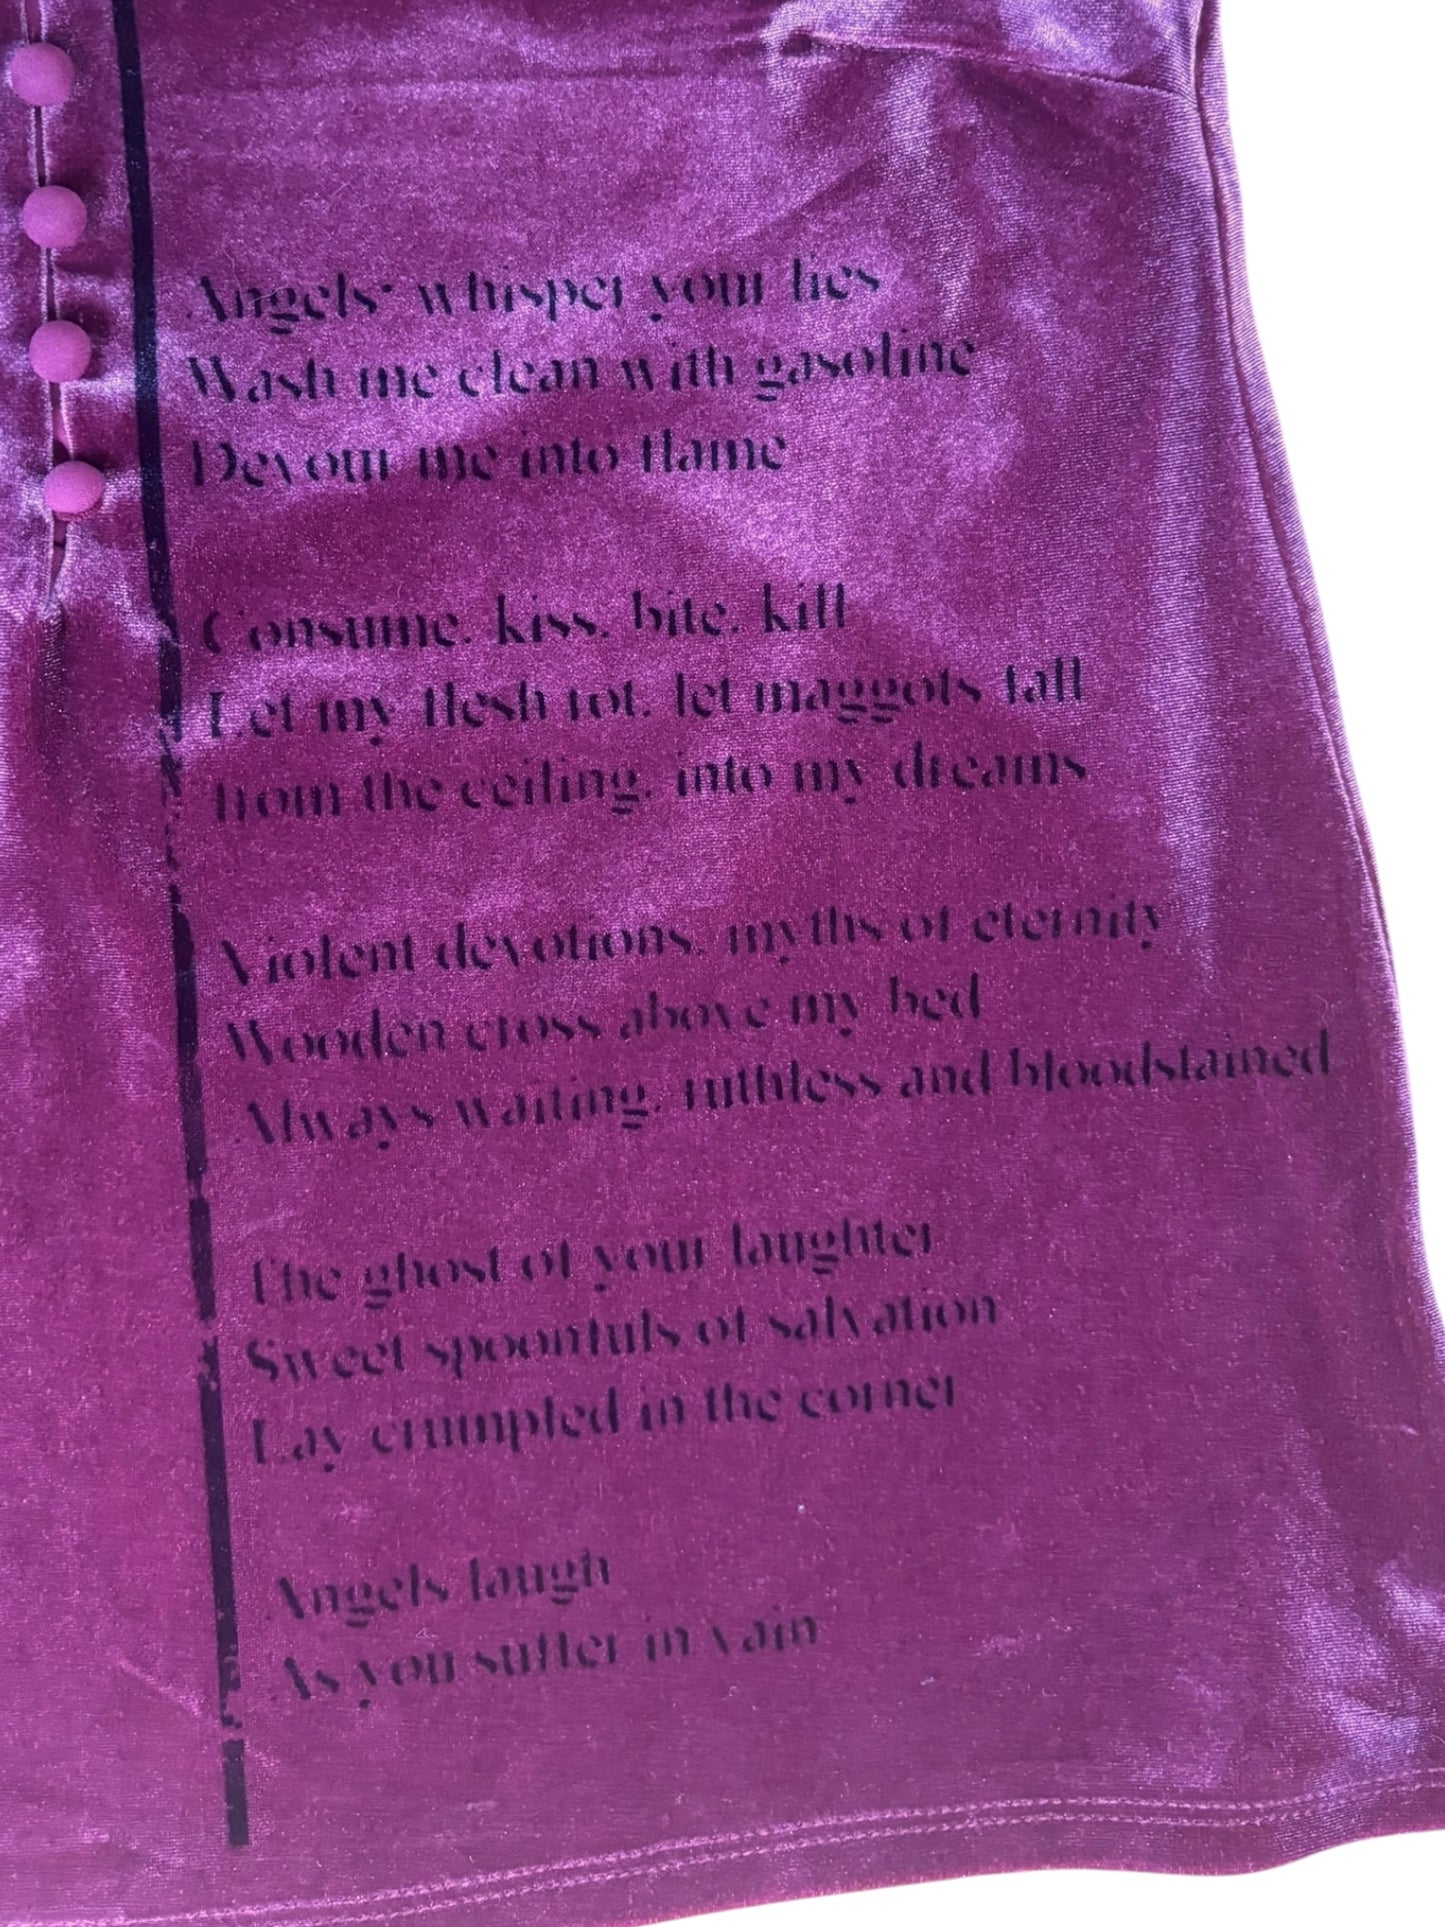 Angels' whisper your lies
Wash me clean with gasoline
Devour me into flame
Consume, kiss, bite, kill
Let my flesh rot, let maggots fall
from the ceiling, into my dreams
Violent devotions, myths of eternity
Wooden cross above my bed
Always waiting, ruthless and bloodstained
The ghost of your laughter
Sweet spoonfuls of salvation
Lay crumpled in the corner
Angels laugh
As you suffer in vain